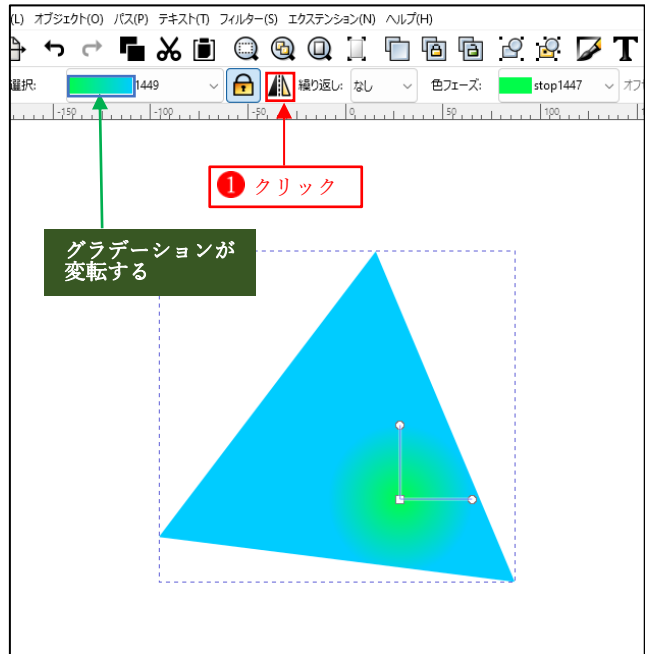 (L) オブジェクト(O) パス(P) テキスト(T) フィルター(S) エクステンション(N) ヘルプ(H)
選択: 1449 繰り返し: なし 色フェーズ: stop1447 オフ
-150 -100 -50 0 50 100
❶ クリック
グラデーションが
変転する